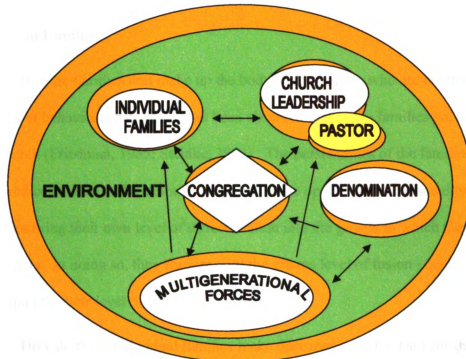 CHURCH
LEADERSHIP
INDIVIDUAL
FAMILIES
PASTOR
ENVIRONMENT
CONGREGATION
DENOMINATION
MULTIGENERATIONAL
FORCES